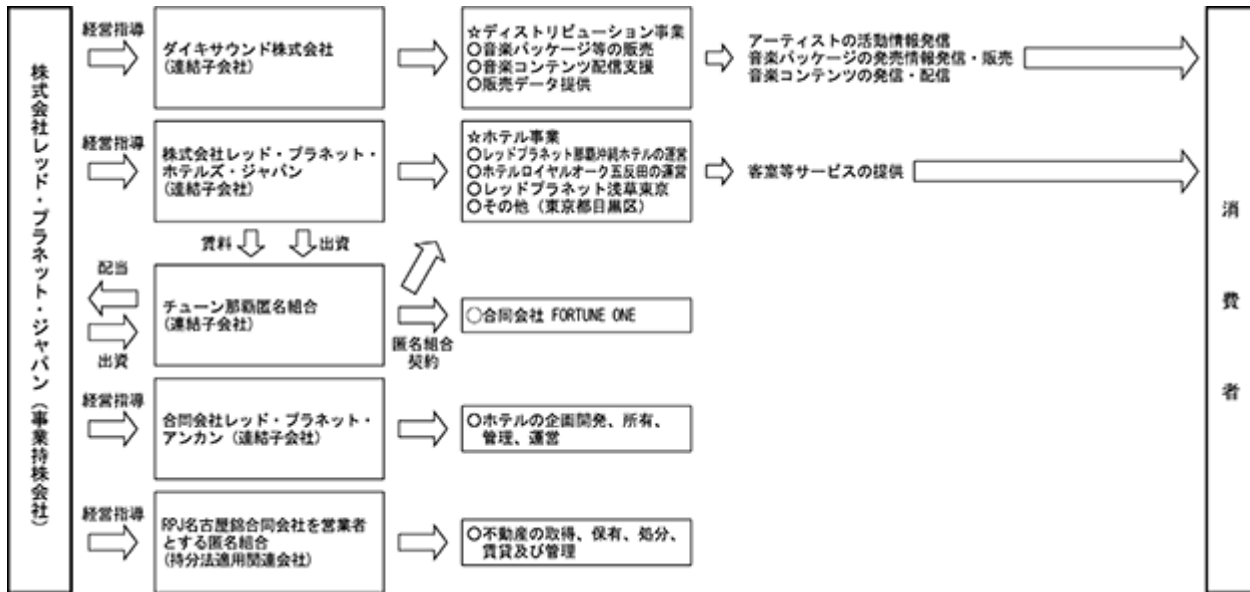 株式会社レッド・プラネット・ジャパン（事業持株会社）
経営指導
ダイキサウンド株式会社
(連結子会社)
☆ディストリビューション事業
○音楽パッケージ等の販売
○音楽コンテンツ配信支援
○販売データ提供
アーティストの活動情報発信
音楽パッケージの発売情報発信・販売
音楽コンテンツの発信・配信
経営指導
株式会社レッド・プラネット・
ホテルズ・ジャパン
(連結子会社)
☆ホテル事業
○レッドプラネット那覇沖縄ホテルの運営
○ホテルロイヤルオーク五反田の運営
○レッドプラネット浅草東京
○その他（東京都目黒区）
客室等サービスの提供
賃料
出資
配当
出資
チューン那覇匿名組合
(連結子会社)
匿名組合
契約
○合同会社 FORTUNE ONE
経営指導
合同会社レッド・プラネット・
アンカン（連結子会社）
○ホテルの企画開発、所有、
管理、運営
経営指導
RPJ名古屋錦合同会社を営業者
とする匿名組合
(持分法適用関連会社)
○不動産の取得、保有、処分、
賃貸及び管理
消費者